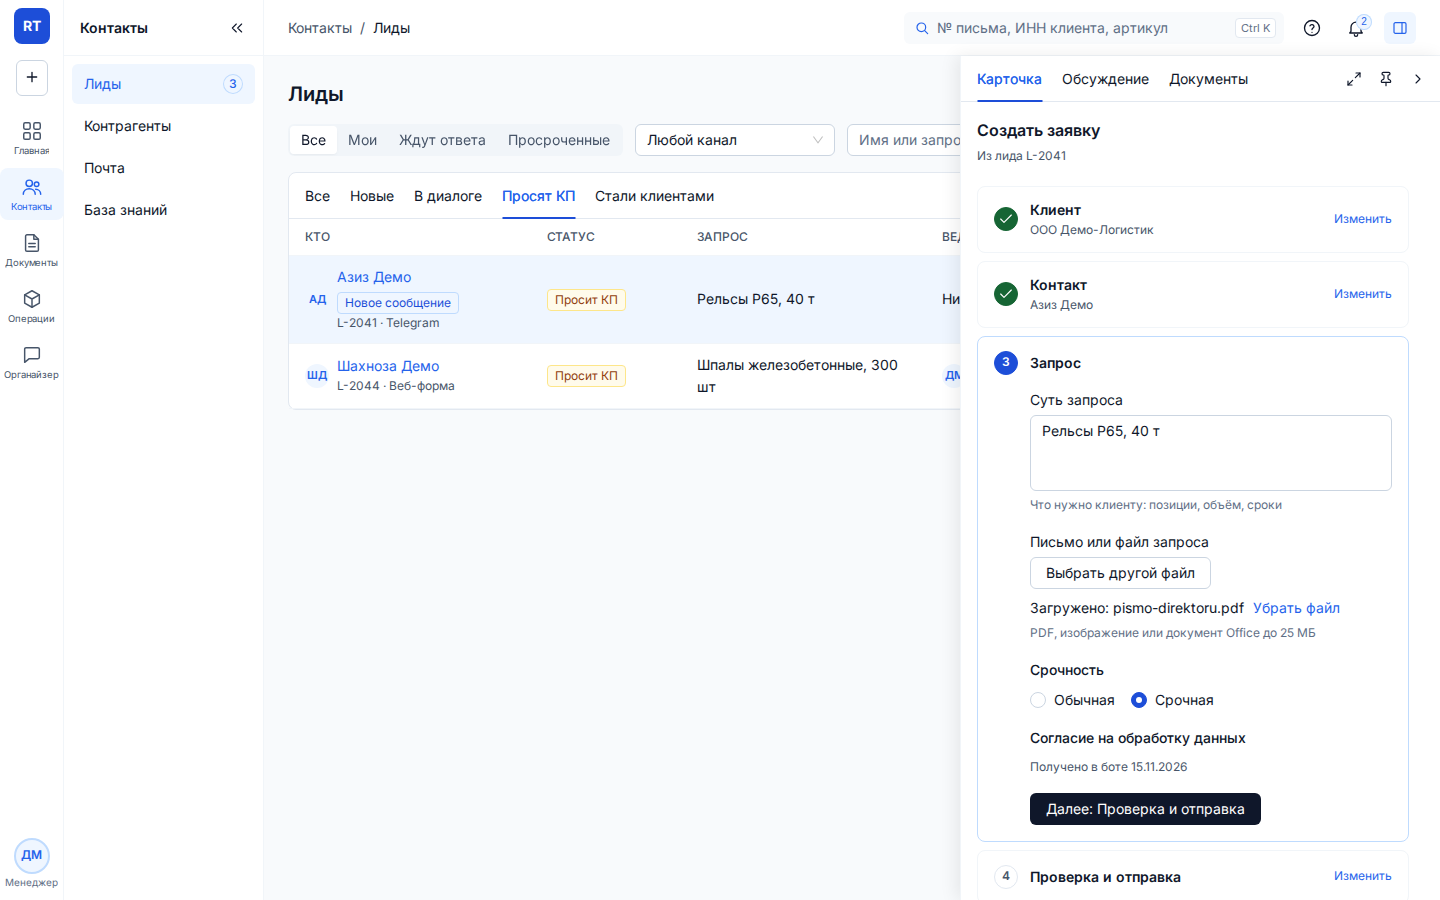 RT
Главная
Контакты
Документы
Операции
Органайзер
ДМ
Менеджер
Контакты
Лиды 3
Контрагенты
Почта
База знаний
Контакты / Лиды
№ письма, ИНН клиента, артикул Ctrl K
2
Лиды
Все Мои Ждут ответа Просроченные
Любой канал
Имя или запро
Все Новые В диалоге Просят КП Стали клиентами
КТО СТАТУС ЗАПРОС ВЕД
АД
Азиз Демо
Новое сообщение
L-2041 · Telegram
Просит КП
Рельсы Р65, 40 т
Ни
ШД
Шахноза Демо
L-2044 · Веб-форма
Просит КП
Шпалы железобетонные, 300
шт
ДМ
Карточка Обсуждение Документы
Создать заявку
Из лида L-2041
Клиент
ООО Демо-Логистик
Изменить
Контакт
Азиз Демо
Изменить
3 Запрос
Суть запроса
Рельсы Р65, 40 т
Что нужно клиенту: позиции, объём, сроки
Письмо или файл запроса
Выбрать другой файл
Загружено: pismo-direktoru.pdf Убрать файл
PDF, изображение или документ Office до 25 МБ
Срочность
Обычная Срочная
Согласие на обработку данных
Получено в боте 15.11.2026
Далее: Проверка и отправка
4 Проверка и отправка Изменить